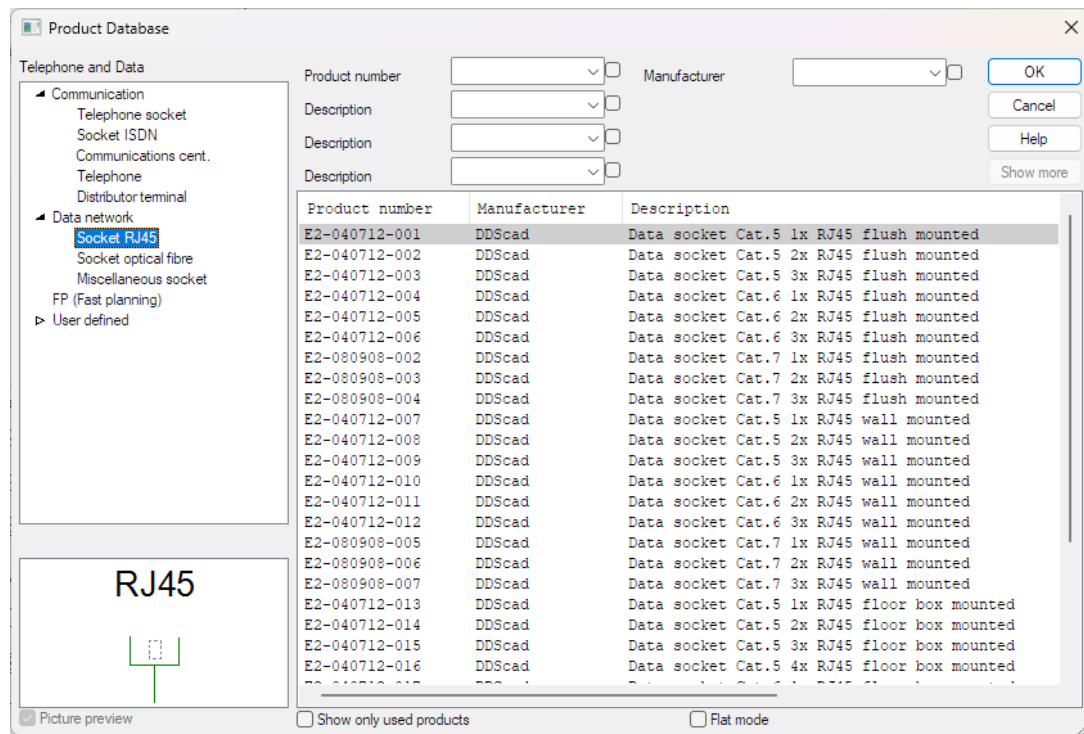 Product Database
Telephone and Data
Communication
Telephone socket
Socket ISDN
Communications cent.
Telephone
Distributor terminal
Data network
Socket RJ45
Socket optical fibre
Miscellaneous socket
FP (Fast planning)
User defined
Product number
Manufacturer
OK
Description
Cancel
Description
Help
Description
Show more
Product number Manufacturer Description
E2-040712-001 DDScad Data socket Cat.5 1x RJ45 flush mounted
E2-040712-002 DDScad Data socket Cat.5 2x RJ45 flush mounted
E2-040712-003 DDScad Data socket Cat.5 3x RJ45 flush mounted
E2-040712-004 DDScad Data socket Cat.6 1x RJ45 flush mounted
E2-040712-005 DDScad Data socket Cat.6 2x RJ45 flush mounted
E2-040712-006 DDScad Data socket Cat.6 3x RJ45 flush mounted
E2-080908-002 DDScad Data socket Cat.7 1x RJ45 flush mounted
E2-080908-003 DDScad Data socket Cat.7 2x RJ45 flush mounted
E2-080908-004 DDScad Data socket Cat.7 3x RJ45 flush mounted
E2-040712-007 DDScad Data socket Cat.5 1x RJ45 wall mounted
E2-040712-008 DDScad Data socket Cat.5 2x RJ45 wall mounted
E2-040712-009 DDScad Data socket Cat.5 3x RJ45 wall mounted
E2-040712-010 DDScad Data socket Cat.6 1x RJ45 wall mounted
E2-040712-011 DDScad Data socket Cat.6 2x RJ45 wall mounted
E2-040712-012 DDScad Data socket Cat.6 3x RJ45 wall mounted
E2-080908-005 DDScad Data socket Cat.7 1x RJ45 wall mounted
E2-080908-006 DDScad Data socket Cat.7 2x RJ45 wall mounted
E2-080908-007 DDScad Data socket Cat.7 3x RJ45 wall mounted
E2-040712-013 DDScad Data socket Cat.5 1x RJ45 floor box mounted
E2-040712-014 DDScad Data socket Cat.5 2x RJ45 floor box mounted
E2-040712-015 DDScad Data socket Cat.5 3x RJ45 floor box mounted
E2-040712-016 DDScad Data socket Cat.5 4x RJ45 floor box mounted
RJ45
Picture preview
Show only used products
Flat mode